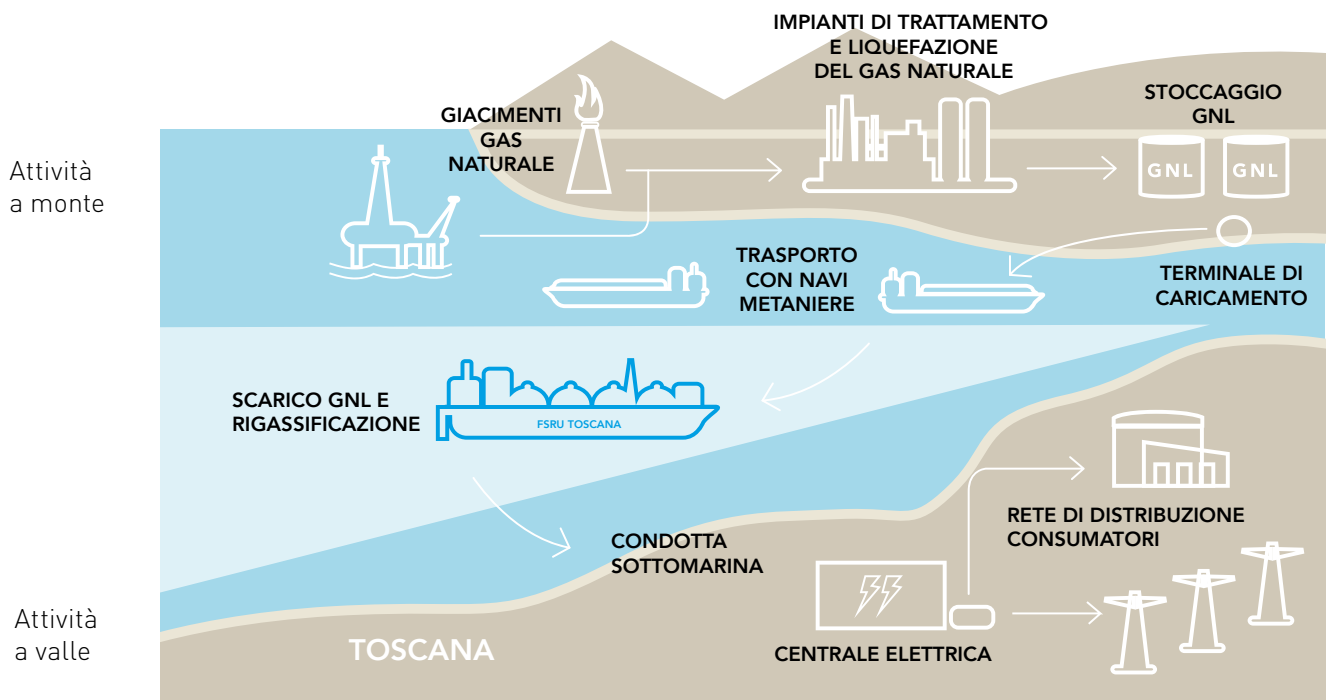 IMPIANTI DI TRATTAMENTO
E LIQUEFAZIONE
DEL GAS NATURALE
STOCCAGGIO
GNL
GIACIMENTI
GAS
NATURALE
Attività
a monte
GNL
GNL
TRASPORTO
CON NAVI
METANIERE
TERMINALE DI
CARICAMENTO
SCARICO GNL E
RIGASSIFICAZIONE
FSRU TOSCANA
RETE DI DISTRIBUZIONE
CONSUMATORI
CONDOTTA
SOTTOMARINA
Attività
a valle
TOSCANA
CENTRALE ELETTRICA